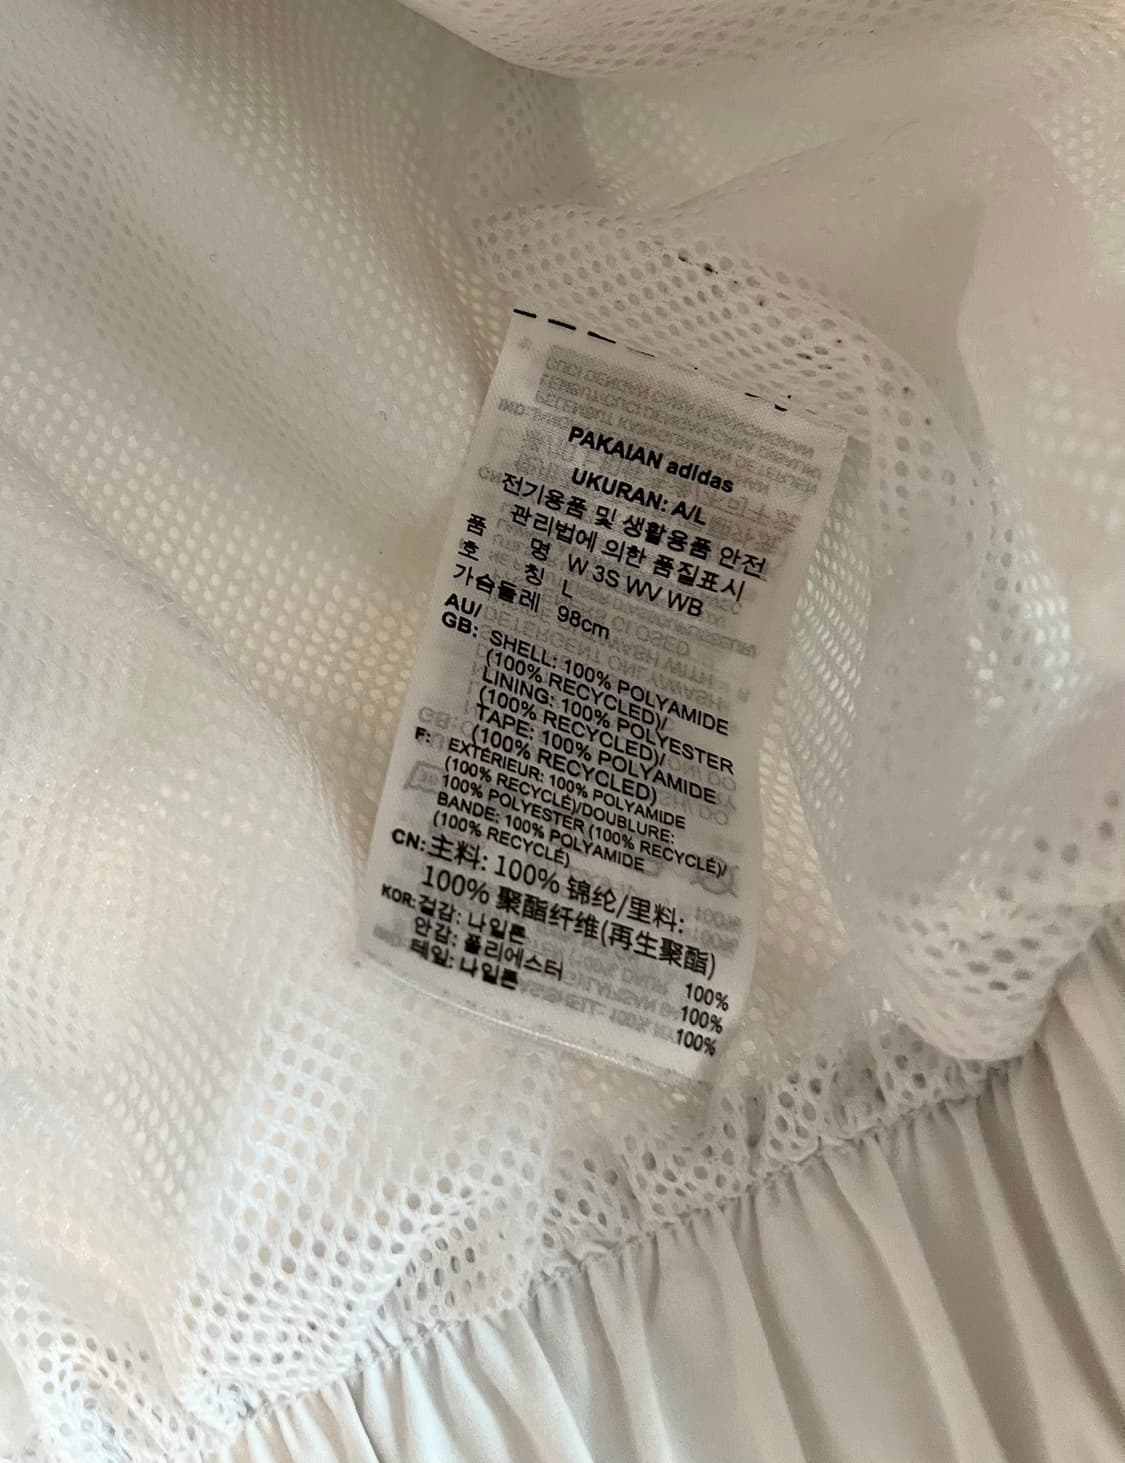 PAKAIAN adidas
UKURAN: A/L
전기용품 및 생활용품 안전
관리법에 의한 품질표시
품 명 W 3S WV WB
호 칭 L
가슴둘레 98cm
AU/
GB: SHELL: 100% POLYAMIDE
(100% RECYCLED)/
LINING: 100% POLYESTER
(100% RECYCLED)/
TAPE: 100% POLYAMIDE
(100% RECYCLED)
F: EXTÉRIEUR: 100% POLYAMIDE
(100% RECYCLÉ)/DOUBLURE:
100% POLYESTER (100% RECYCLÉ)/
BANDE: 100% POLYAMIDE
(100% RECYCLÉ)
CN: 主料: 100% 锦纶/里料:
100% 聚酯纤维(再生聚酯)
KOR: 겉감: 나일론 100%
안감: 폴리에스터 100%
테잎: 나일론 100%